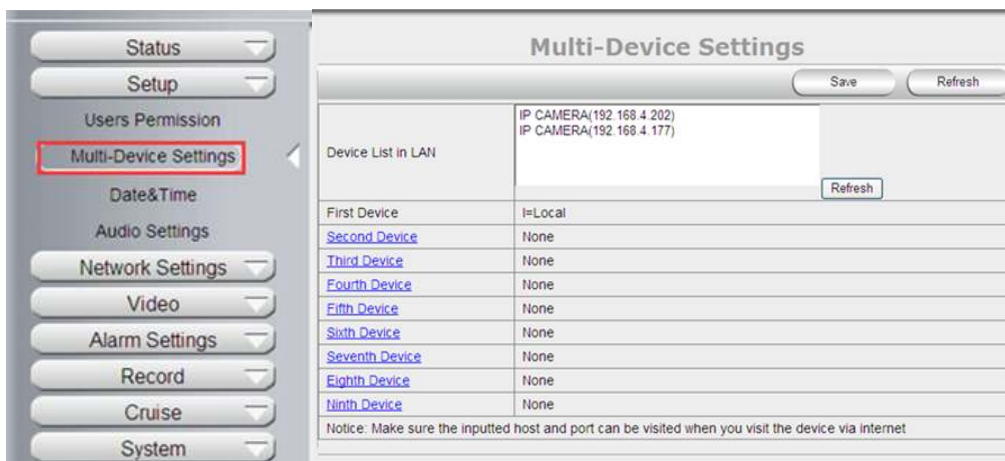 Status
Setup
Users Permission
Multi-Device Settings
Date&Time
Audio Settings
Network Settings
Video
Alarm Settings
Record
Cruise
System
Multi-Device Settings
Save
Refresh
Device List in LAN
IP CAMERA(192.168.4.202)
IP CAMERA(192.168.4.177)
Refresh
First Device I=Local
Second Device None
Third Device None
Fourth Device None
Fifth Device None
Sixth Device None
Seventh Device None
Eighth Device None
Ninth Device None
Notice: Make sure the inputted host and port can be visited when you visit the device via internet